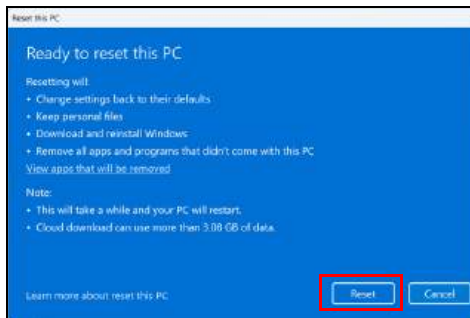 Reset this PC
Ready to reset this PC
Resetting will:
• Change settings back to their defaults
• Keep personal files
• Download and reinstall Windows
• Remove all apps and programs that didn't come with this PC
View apps that will be removed
Note:
• This will take a while and your PC will restart.
• Cloud download can use more than 3.08 GB of data.
Learn more about reset this PC
Reset
Cancel